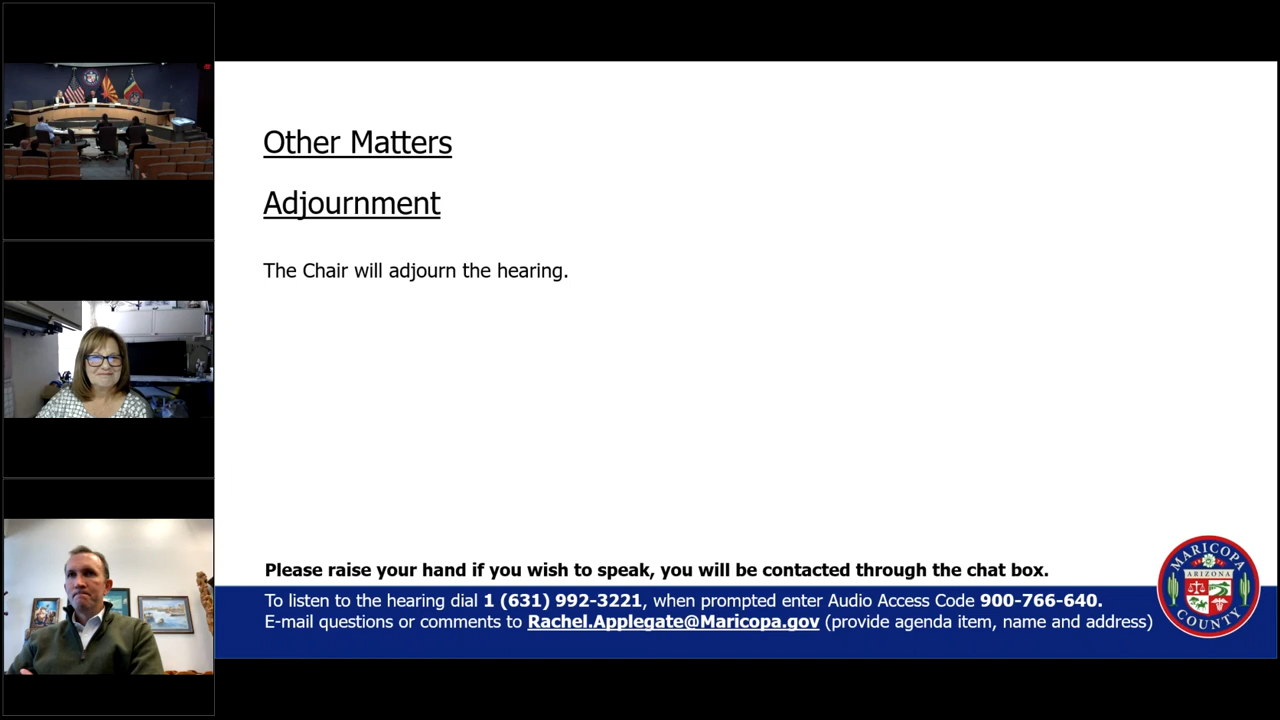 Other Matters
Adjournment
The Chair will adjourn the hearing.
Please raise your hand if you wish to speak, you will be contacted through the chat box.
To listen to the hearing dial 1 (631) 992-3221, when prompted enter Audio Access Code 900-766-640.
E-mail questions or comments to Rachel.Applegate@Maricopa.gov (provide agenda item, name and address)
MARICOPA
ARIZONA
COUNTY